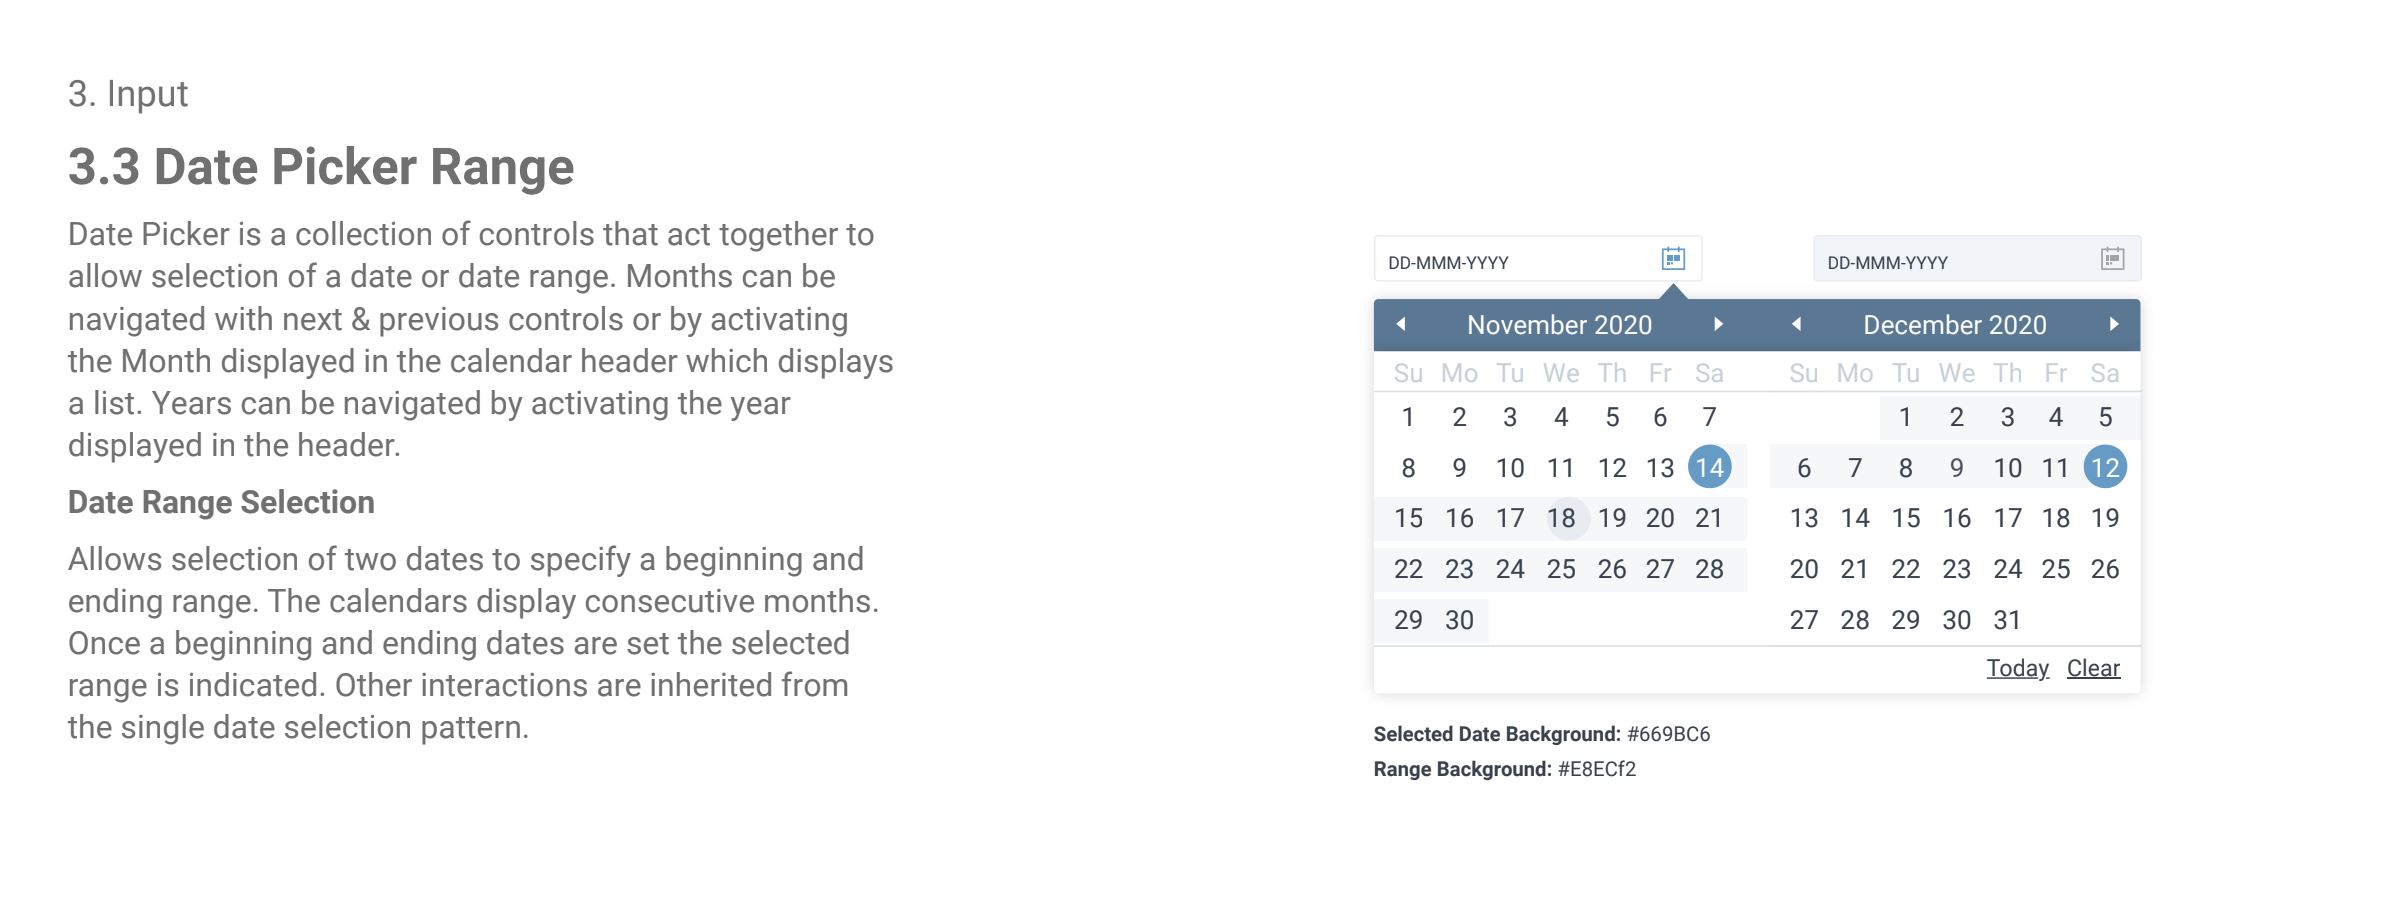 3. Input
3.3 Date Picker Range
Date Picker is a collection of controls that act together to
allow selection of a date or date range. Months can be
navigated with next & previous controls or by activating
the Month displayed in the calendar header which displays
a list. Years can be navigated by activating the year
displayed in the header.
Date Range Selection
Allows selection of two dates to specify a beginning and
ending range. The calendars display consecutive months.
Once a beginning and ending dates are set the selected
range is indicated. Other interactions are inherited from
the single date selection pattern.
DD-MMM-YYYY DD-MMM-YYYY
November 2020
Su Mo Tu We Th Fr Sa
1 2 3 4 5 6 7
8 9 10 11 12 13 14
15 16 17 18 19 20 21
22 23 24 25 26 27 28
29 30
December 2020
Su Mo Tu We Th Fr Sa
1 2 3 4 5
6 7 8 9 10 11 12
13 14 15 16 17 18 19
20 21 22 23 24 25 26
27 28 29 30 31
Today Clear
Selected Date Background: #669BC6
Range Background: #E8ECf2